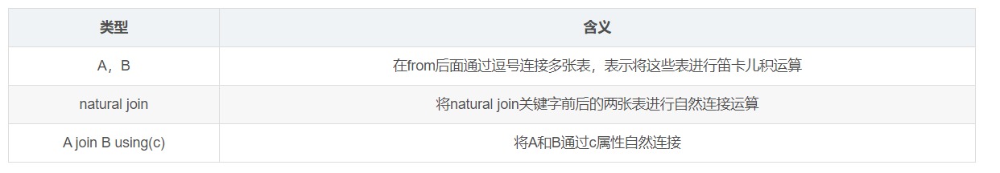 类型 含义
A，B 在from后面通过逗号连接多张表，表示将这些表进行笛卡儿积运算
natural join 将natural join关键字前后的两张表进行自然连接运算
A join B using(c) 将A和B通过c属性自然连接